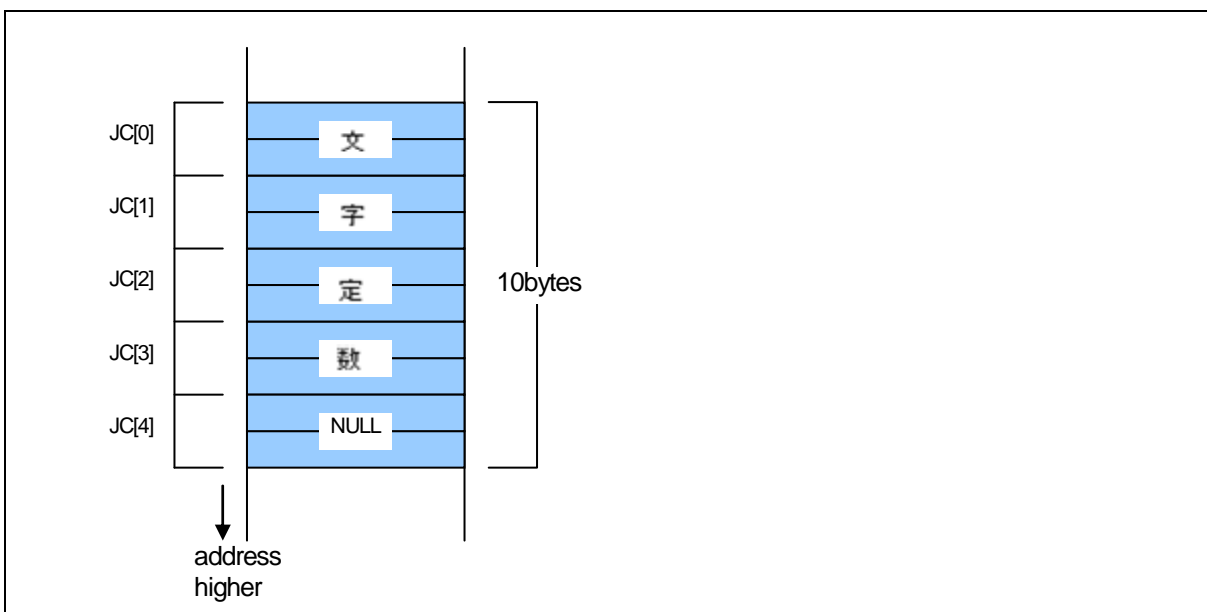 JC[0]
文
JC[1]
字
JC[2]
定
10bytes
JC[3]
数
JC[4]
NULL
address
higher